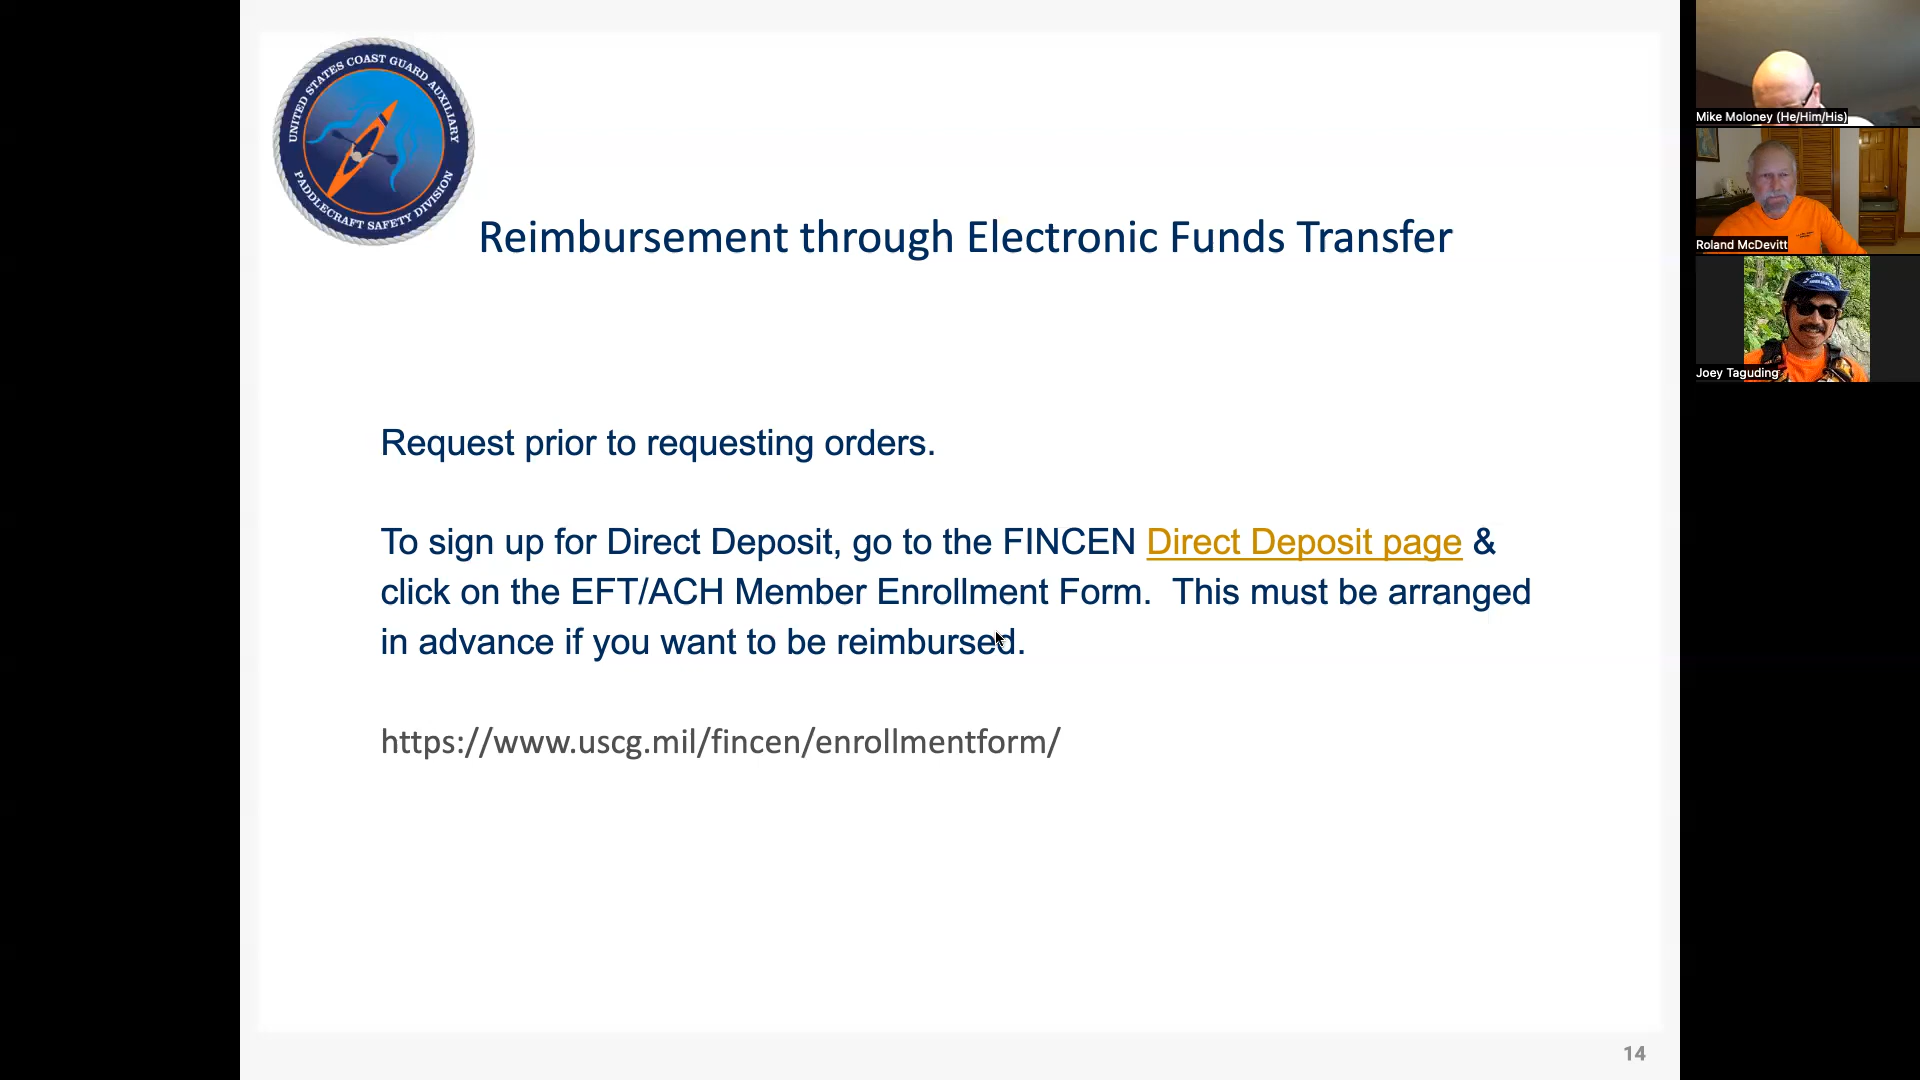 UNITED STATES COAST GUARD AUXILIARY
PADDLECRAFT SAFETY DIVISION
Reimbursement through Electronic Funds Transfer
Request prior to requesting orders.
To sign up for Direct Deposit, go to the FINCEN Direct Deposit page &
click on the EFT/ACH Member Enrollment Form.  This must be arranged
in advance if you want to be reimbursed.
https://www.uscg.mil/fincen/enrollmentform/
14
Mike Moloney (He/Him/His)
Roland McDevitt
Joey Taguding